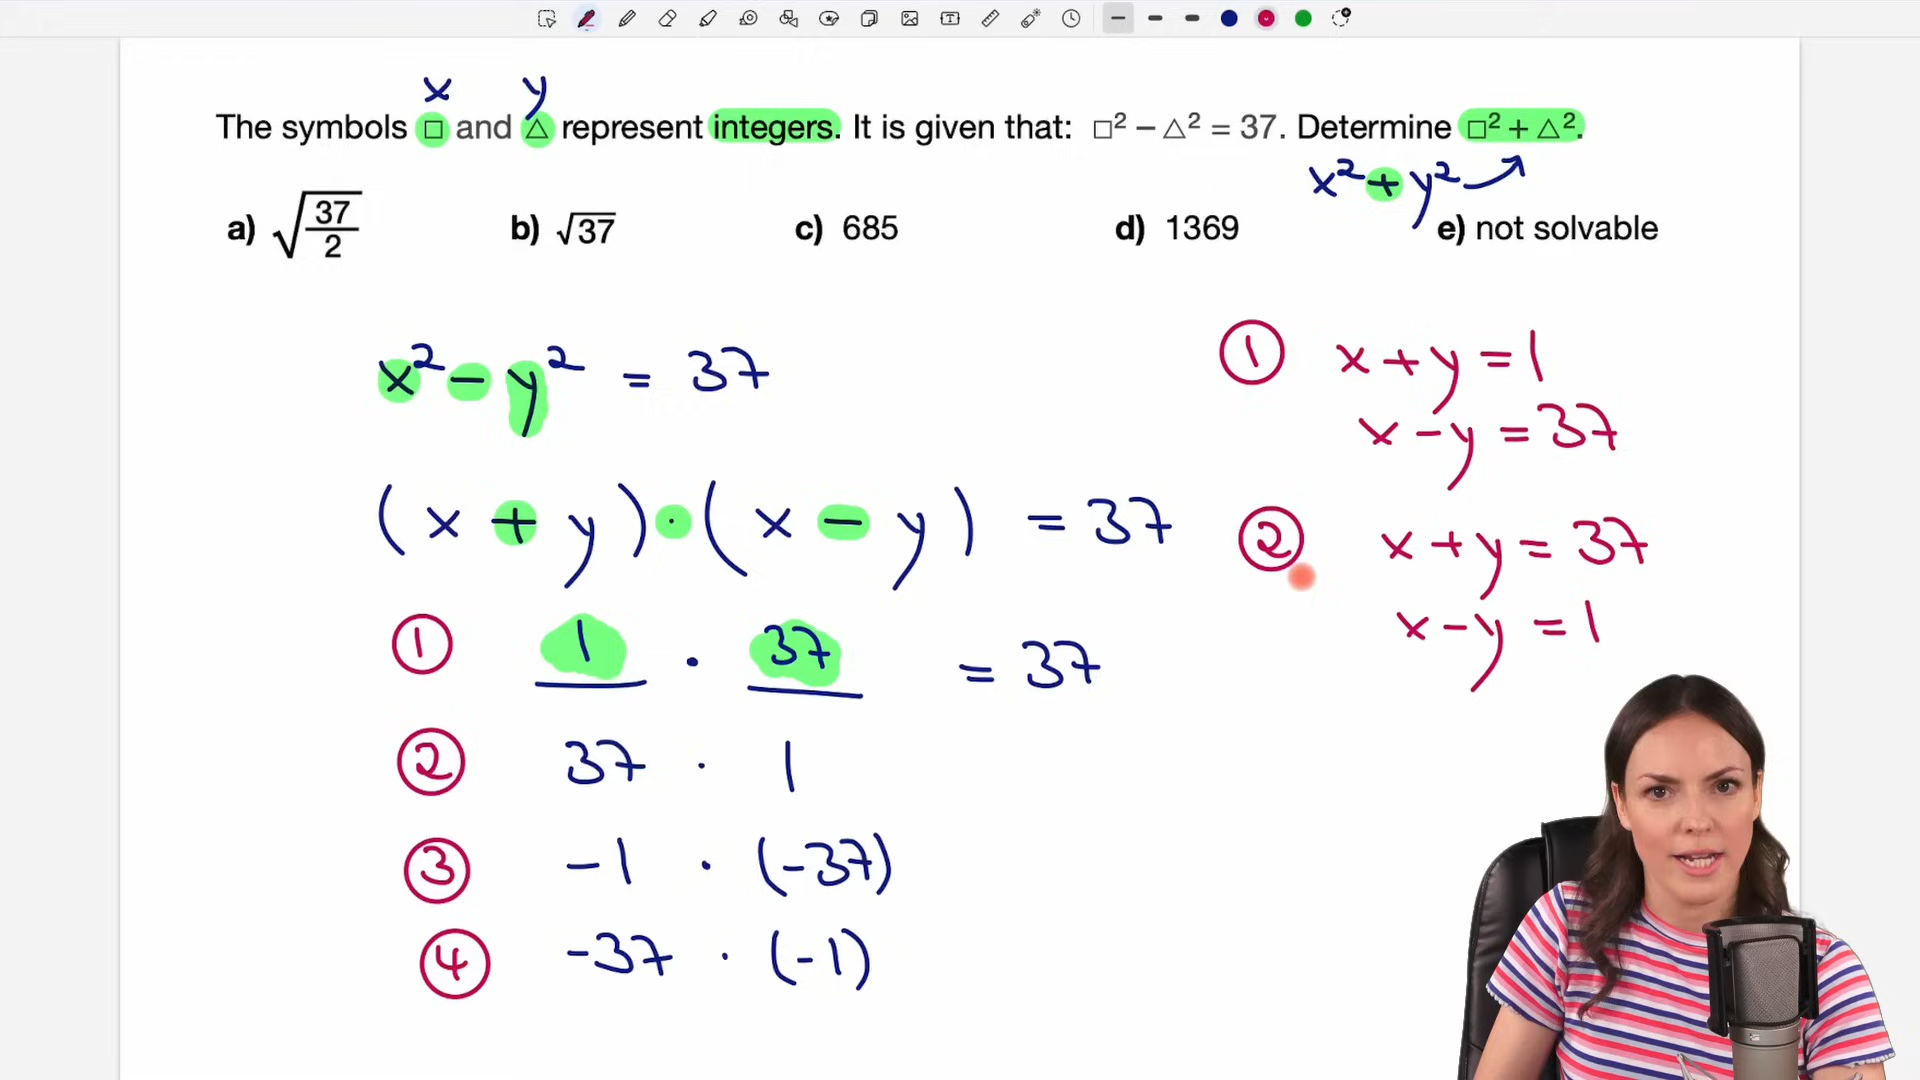 x y
The symbols □ and △ represent integers. It is given that: □² − △² = 37. Determine □² + △².
x² + y²
a) √(37/2) b) √37 c) 685 d) 1369 e) not solvable
x² − y² = 37
(x + y) · (x − y) = 37
① 1 · 37 = 37
② 37 · 1
③ −1 · (−37)
④ −37 · (−1)
① x + y = 1
x − y = 37
② x + y = 37
x − y = 1